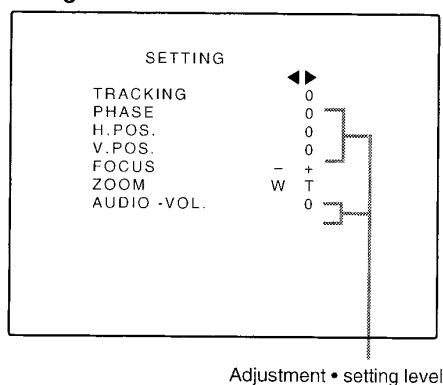 SETTING
◀ ▶
TRACKING 0
PHASE 0
H.POS. 0
V.POS. 0
FOCUS – +
ZOOM W T
AUDIO -VOL. 0
Adjustment • setting level